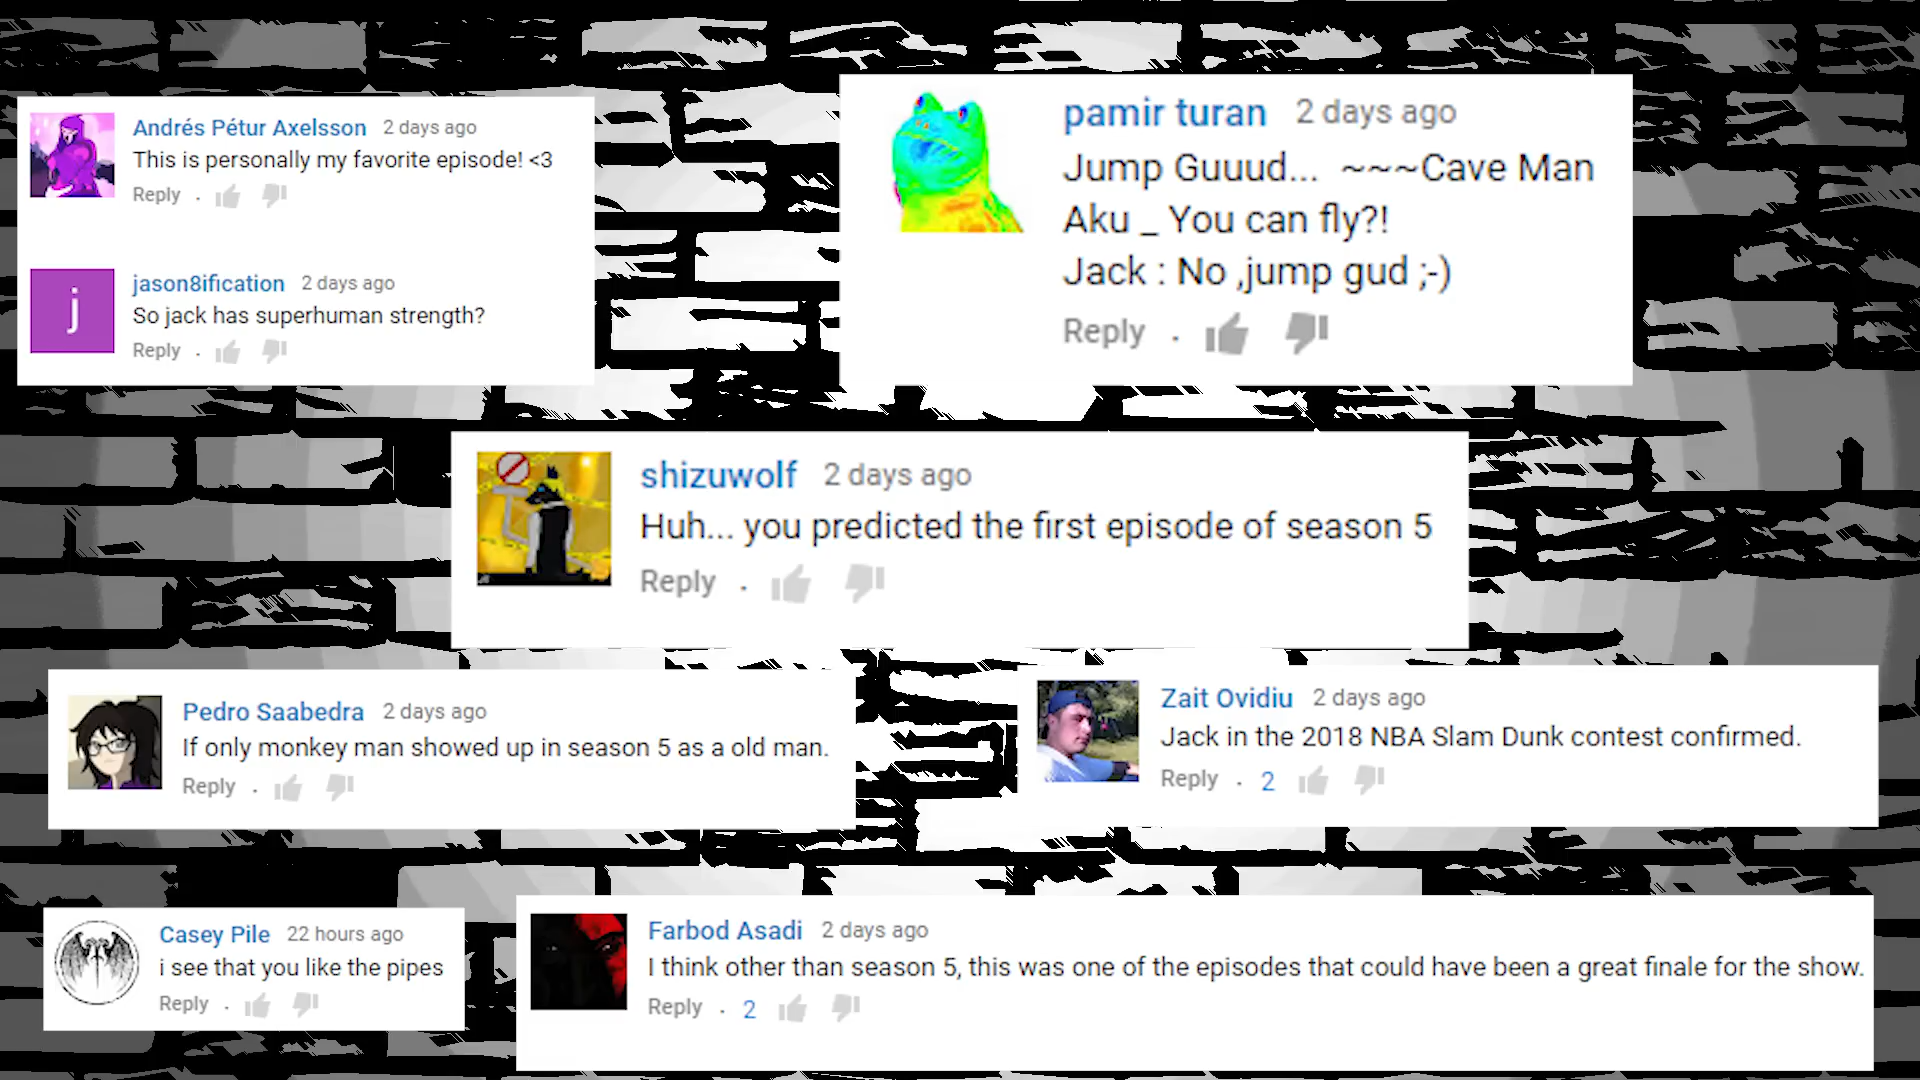 Andrés Pétur Axelsson 2 days ago
This is personally my favorite episode! <3
Reply .
j
jason8ification 2 days ago
So jack has superhuman strength?
Reply .
pamir turan 2 days ago
Jump Guuud... ~~~Cave Man
Aku _ You can fly?!
Jack : No ,jump gud ;-)
Reply .
shizuwolf 2 days ago
Huh... you predicted the first episode of season 5
Reply .
Pedro Saabedra 2 days ago
If only monkey man showed up in season 5 as a old man.
Reply .
Zait Ovidiu 2 days ago
Jack in the 2018 NBA Slam Dunk contest confirmed.
Reply . 2
Casey Pile 22 hours ago
i see that you like the pipes
Reply .
Farbod Asadi 2 days ago
I think other than season 5, this was one of the episodes that could have been a great finale for the show.
Reply . 2